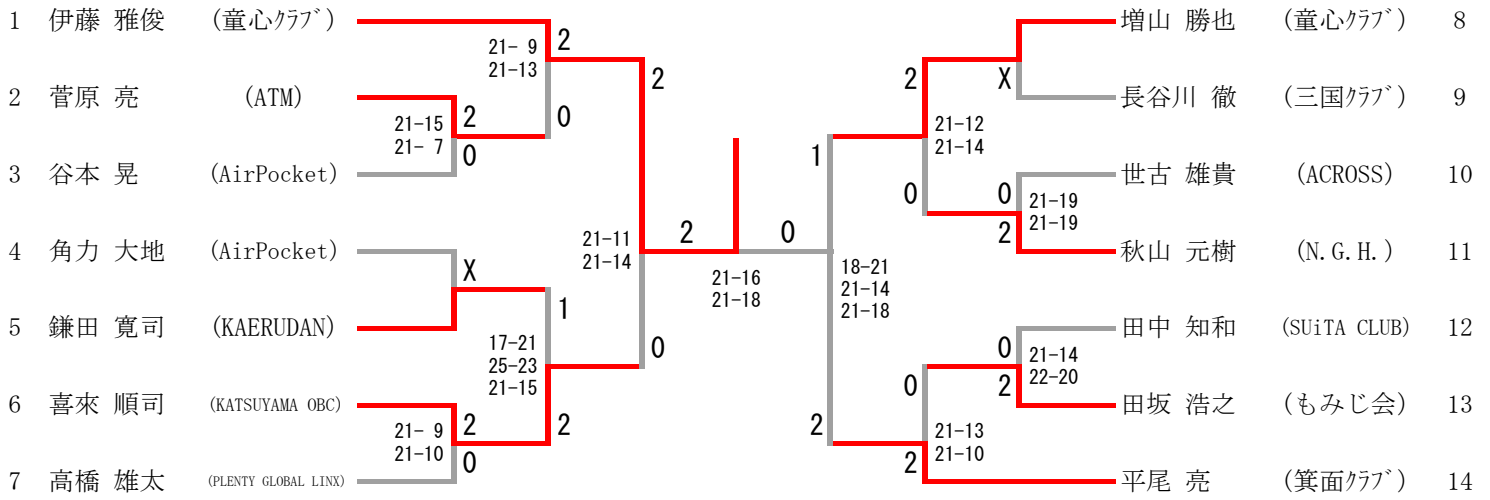 1 伊藤 雅俊 (童心ｸﾗﾌﾞ)
2 菅原 亮 (ATM)
3 谷本 晃 (AirPocket)
4 角力 大地 (AirPocket)
5 鎌田 寛司 (KAERUDAN)
6 喜來 順司 (KATSUYAMA OBC)
7 高橋 雄太 (PLENTY GLOBAL LINX)
21-15
21- 7
2
0
X
21- 9
21-10
2
0
21- 9
21-13
2
0
17-21
25-23
21-15
1
2
21-11
21-14
2
0
2
0
21-16
21-18
1
2
18-21
21-14
21-18
2
0
21-12
21-14
0
2
21-13
21-10
X
0
2
21-19
21-19
0
2
21-14
22-20
増山 勝也 (童心ｸﾗﾌﾞ) 8
長谷川 徹 (三国ｸﾗﾌﾞ) 9
世古 雄貴 (ACROSS) 10
秋山 元樹 (N.G.H.) 11
田中 知和 (SUiTA CLUB) 12
田坂 浩之 (もみじ会) 13
平尾 亮 (箕面ｸﾗﾌﾞ) 14